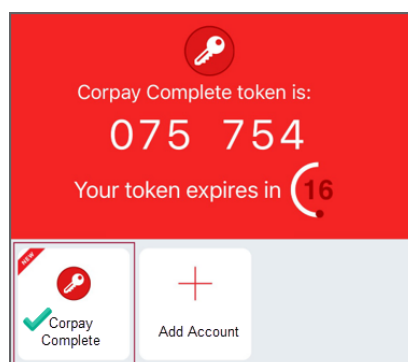 Corpay Complete token is:
075 754
Your token expires in 16
NEW
Corpay
Complete
Add Account